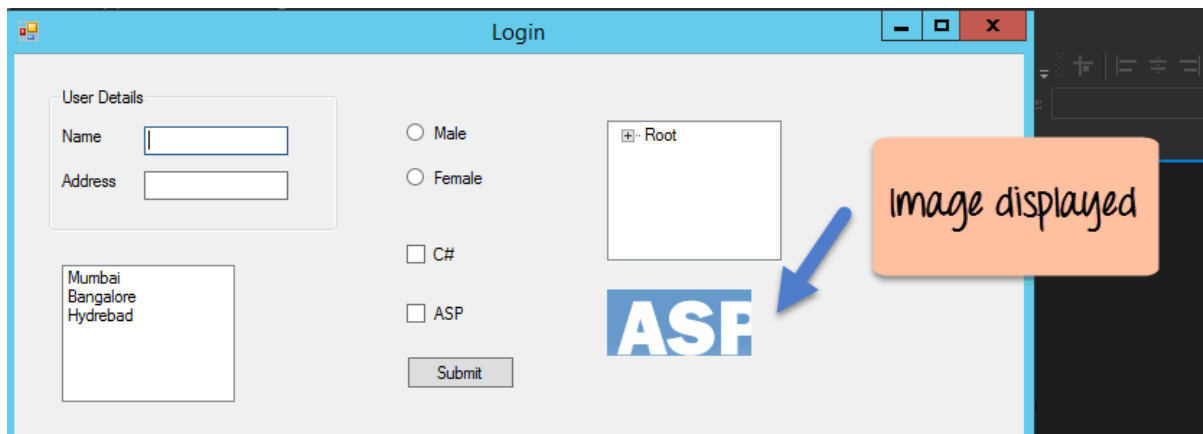 Login
User Details
Name
Address
Male
Female
Root
Image displayed
C#
Mumbai
Bangalore
Hydrebad
ASP
ASP
Submit